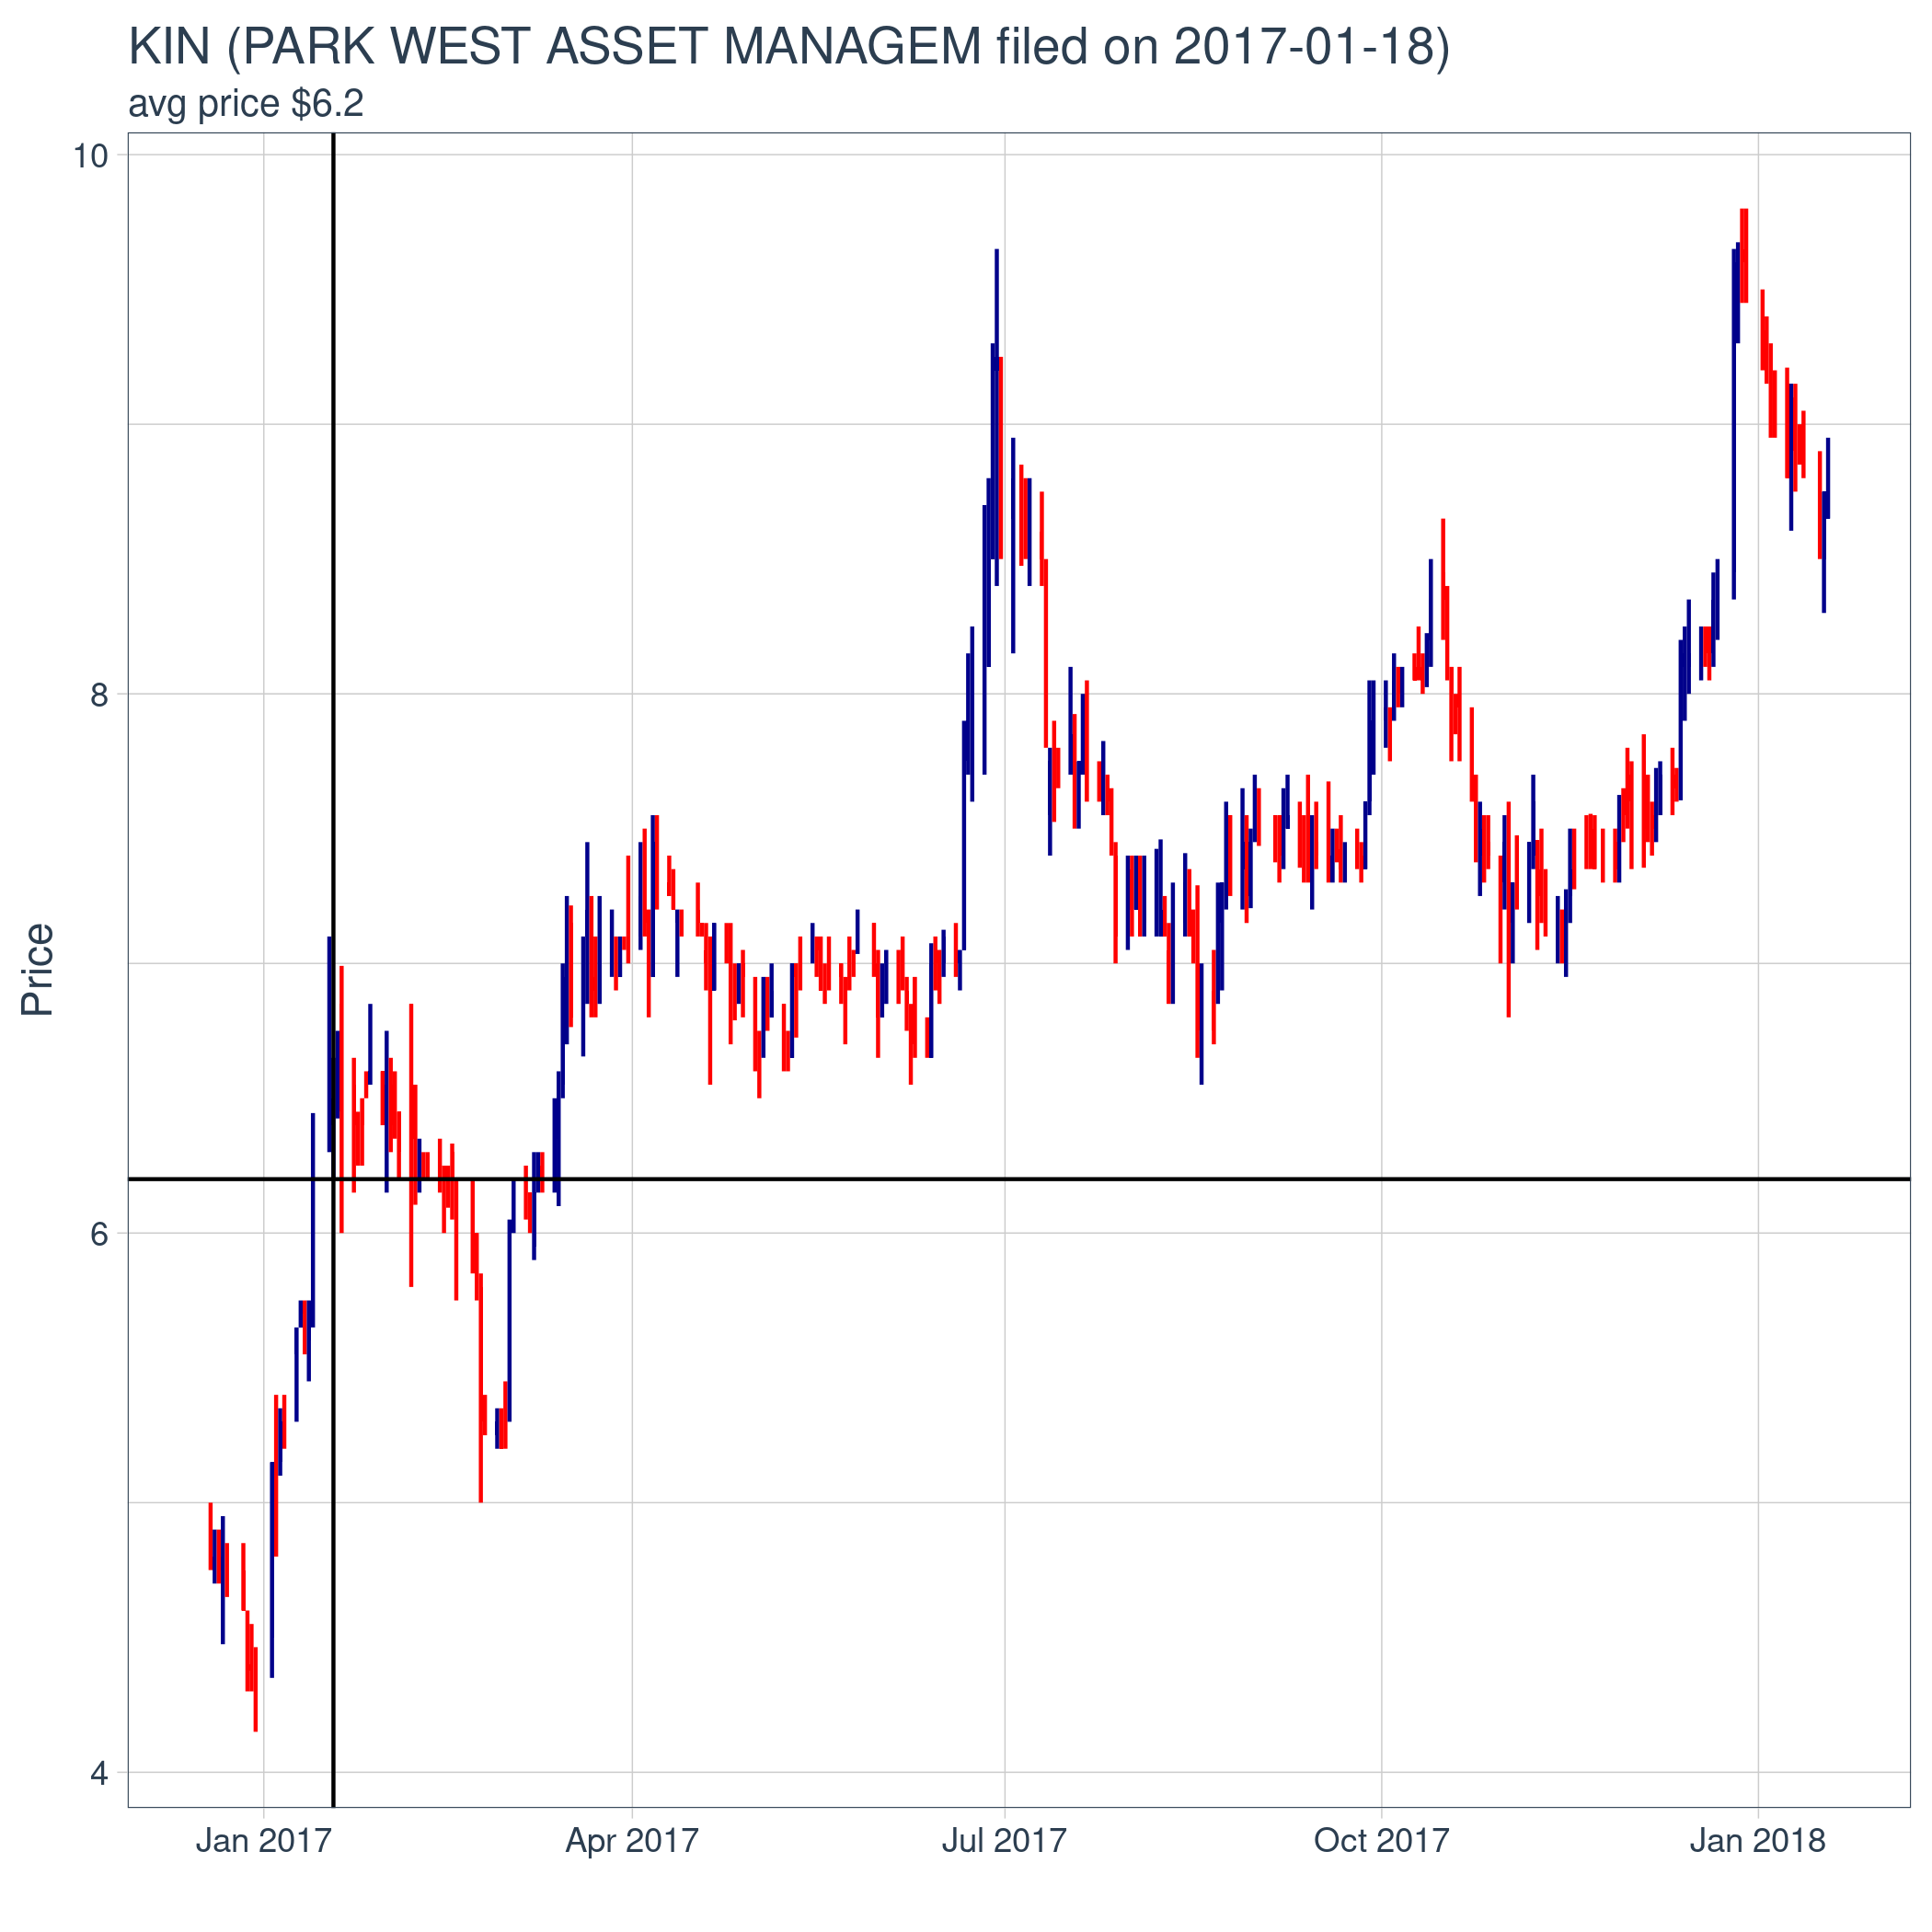 KIN (PARK WEST ASSET MANAGEM filed on 2017-01-18)
avg price $6.2
10
8
6
4
Price
Jan 2017
Apr 2017
Jul 2017
Oct 2017
Jan 2018